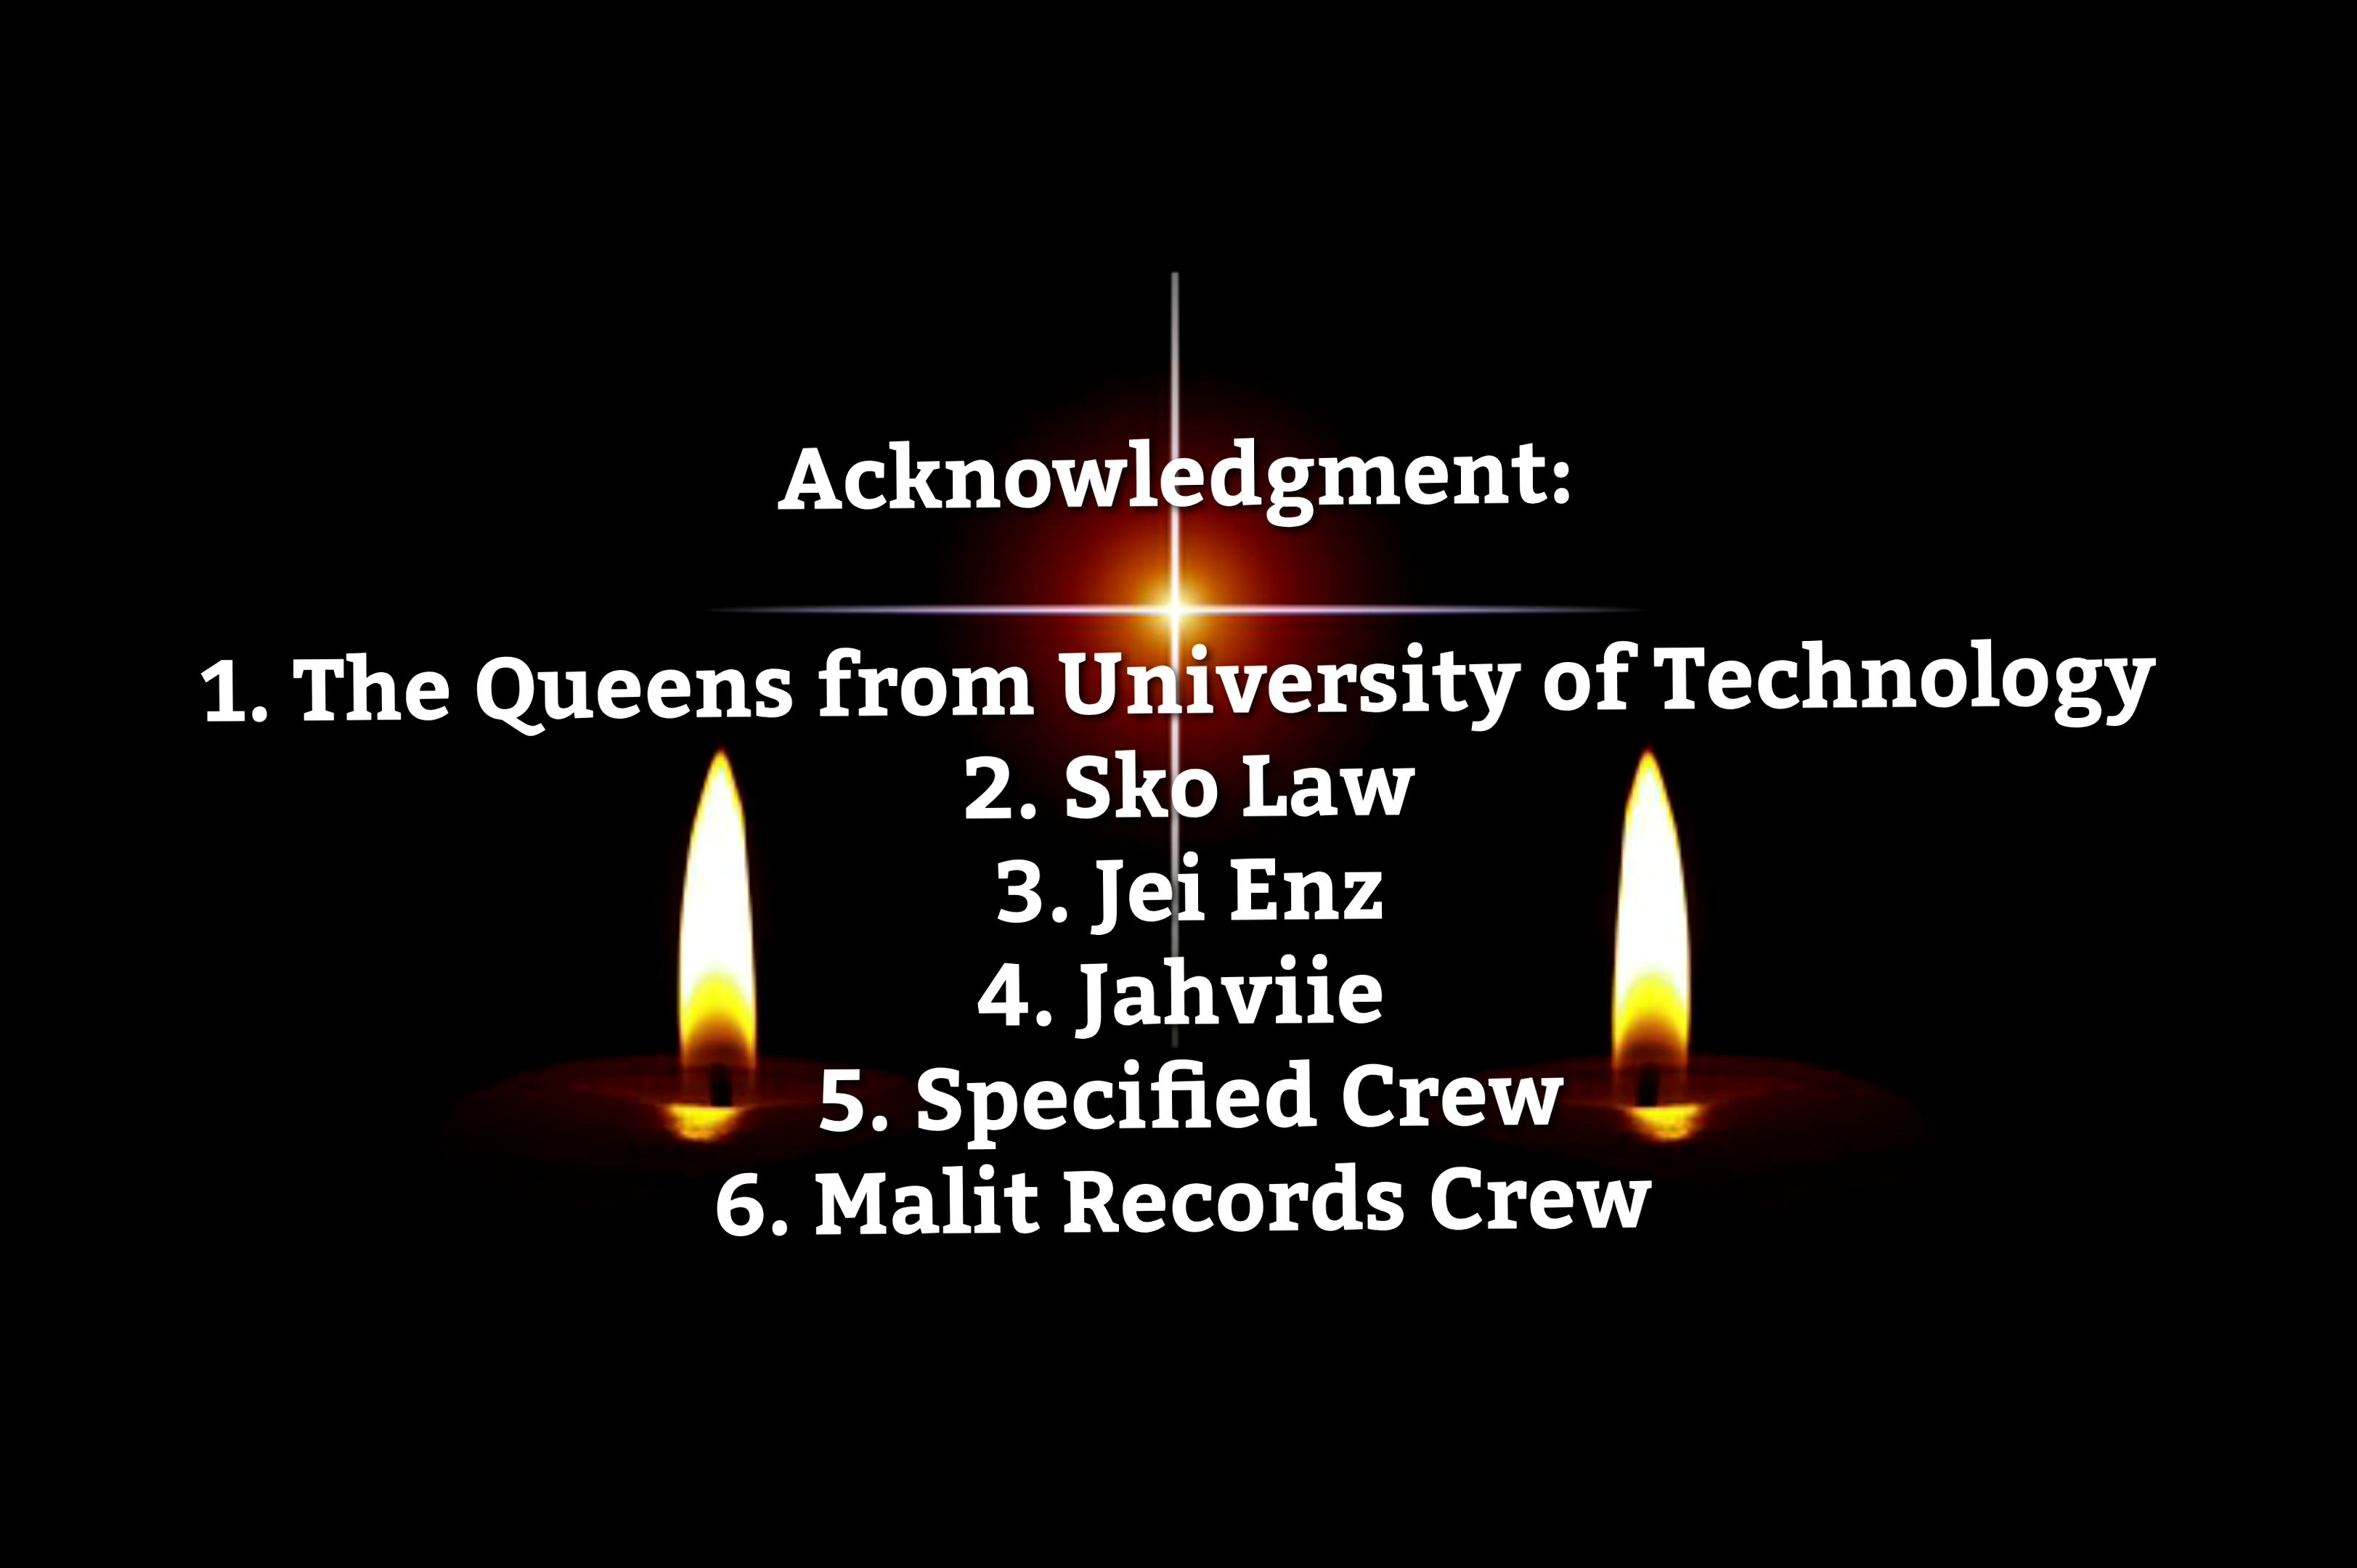 Acknowledgment:
1. The Queens from University of Technology
2. Sko Law
3. Jei Enz
4. Jahviie
5. Specified Crew
6. Malit Records Crew